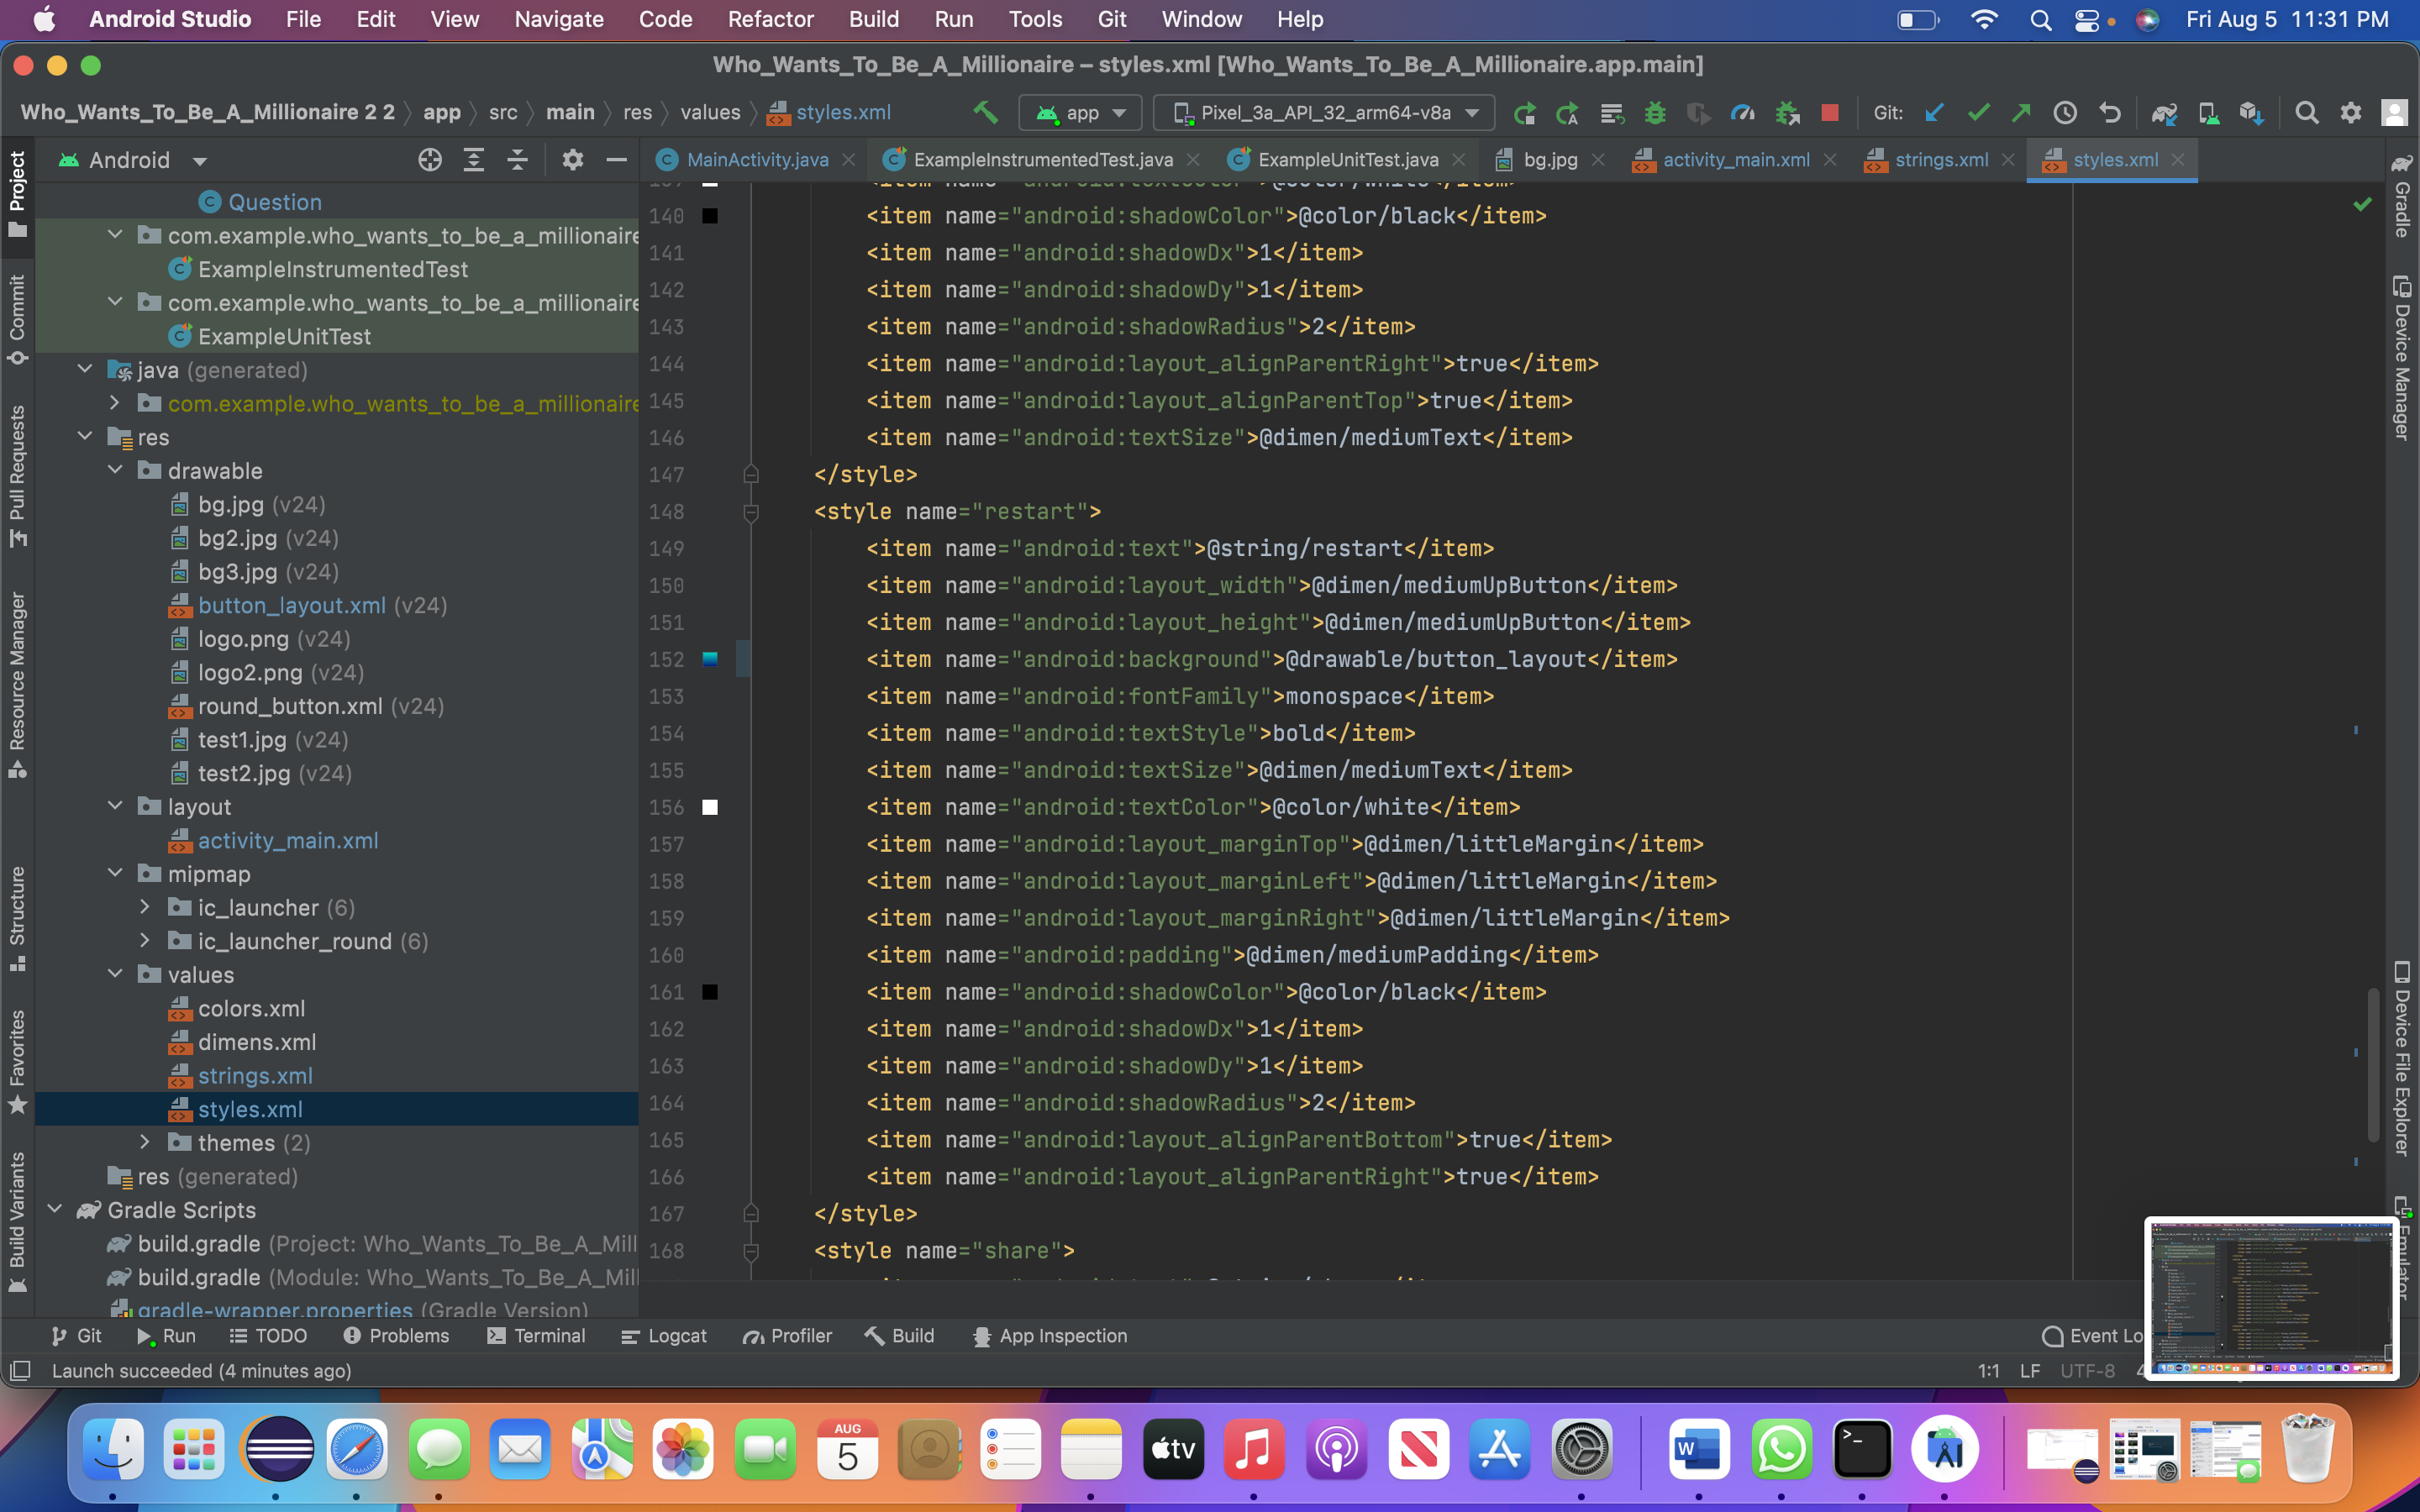 Android Studio File Edit View Navigate Code Refactor Build Run Tools Git Window Help Fri Aug 5 11:31 PM
Who_Wants_To_Be_A_Millionaire – styles.xml [Who_Wants_To_Be_A_Millionaire.app.main]
Who_Wants_To_Be_A_Millionaire 2 2 app src main res values styles.xml app Pixel_3a_API_32_arm64-v8a Git:
Android
MainActivity.java ExampleInstrumentedTest.java ExampleUnitTest.java bg.jpg activity_main.xml strings.xml styles.xml
Project
Commit
Pull Requests
Resource Manager
Structure
Favorites
Build Variants
Question
com.example.who_wants_to_be_a_millionaire
ExampleInstrumentedTest
com.example.who_wants_to_be_a_millionaire
ExampleUnitTest
java (generated)
com.example.who_wants_to_be_a_millionaire
res
drawable
bg.jpg (v24)
bg2.jpg (v24)
bg3.jpg (v24)
button_layout.xml (v24)
logo.png (v24)
logo2.png (v24)
round_button.xml (v24)
test1.jpg (v24)
test2.jpg (v24)
layout
activity_main.xml
mipmap
ic_launcher (6)
ic_launcher_round (6)
values
colors.xml
dimens.xml
strings.xml
styles.xml
themes (2)
res (generated)
Gradle Scripts
build.gradle (Project: Who_Wants_To_Be_A_Mill
build.gradle (Module: Who_Wants_To_Be_A_Mil
gradle-wrapper.properties (Gradle Version)
140 <item name="android:shadowColor">@color/black</item>
141 <item name="android:shadowDx">1</item>
142 <item name="android:shadowDy">1</item>
143 <item name="android:shadowRadius">2</item>
144 <item name="android:layout_alignParentRight">true</item>
145 <item name="android:layout_alignParentTop">true</item>
146 <item name="android:textSize">@dimen/mediumText</item>
147 </style>
148 <style name="restart">
149 <item name="android:text">@string/restart</item>
150 <item name="android:layout_width">@dimen/mediumUpButton</item>
151 <item name="android:layout_height">@dimen/mediumUpButton</item>
152 <item name="android:background">@drawable/button_layout</item>
153 <item name="android:fontFamily">monospace</item>
154 <item name="android:textStyle">bold</item>
155 <item name="android:textSize">@dimen/mediumText</item>
156 <item name="android:textColor">@color/white</item>
157 <item name="android:layout_marginTop">@dimen/littleMargin</item>
158 <item name="android:layout_marginLeft">@dimen/littleMargin</item>
159 <item name="android:layout_marginRight">@dimen/littleMargin</item>
160 <item name="android:padding">@dimen/mediumPadding</item>
161 <item name="android:shadowColor">@color/black</item>
162 <item name="android:shadowDx">1</item>
163 <item name="android:shadowDy">1</item>
164 <item name="android:shadowRadius">2</item>
165 <item name="android:layout_alignParentBottom">true</item>
166 <item name="android:layout_alignParentRight">true</item>
167 </style>
168 <style name="share">
Gradle
Device Manager
Device File Explorer
Emulator
Git Run TODO Problems Terminal Logcat Profiler Build App Inspection Event Lo
Launch succeeded (4 minutes ago) 1:1 LF UTF-8 4
AUG
5
tv
W